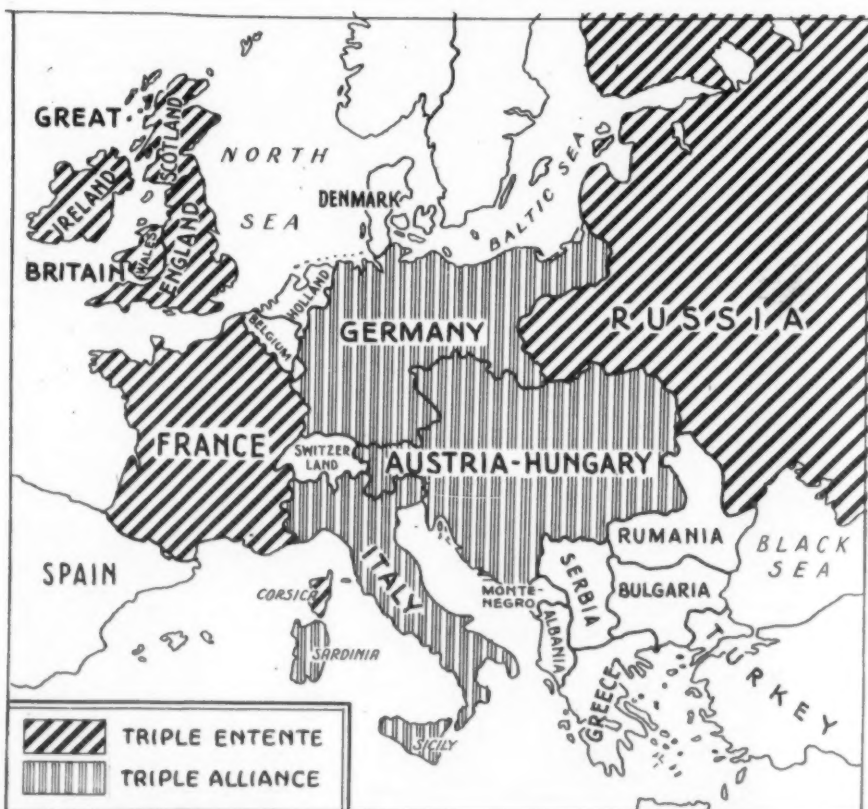 GREAT
BRITAIN
SCOTLAND
IRELAND
WALES
ENGLAND
NORTH
SEA
DENMARK
BALTIC SEA
HOLLAND
BELGIUM
GERMANY
RUSSIA
FRANCE
SWITZER
LAND
AUSTRIA-HUNGARY
SPAIN
CORSICA
SARDINIA
ITALY
SICILY
MONTE-
NEGRO
SERBIA
ALBANIA
RUMANIA
BULGARIA
BLACK
SEA
GREECE
TURKEY
TRIPLE ENTENTE
TRIPLE ALLIANCE